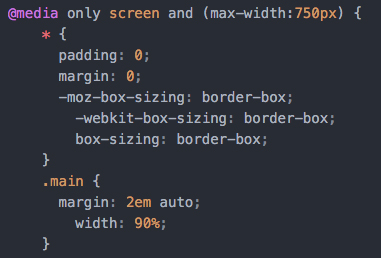 @media only screen and (max-width:750px) {
    * {
      padding: 0;
      margin: 0;
      -moz-box-sizing: border-box;
        -webkit-box-sizing: border-box;
        box-sizing: border-box;
    }
    .main {
      margin: 2em auto;
        width: 90%;
    }